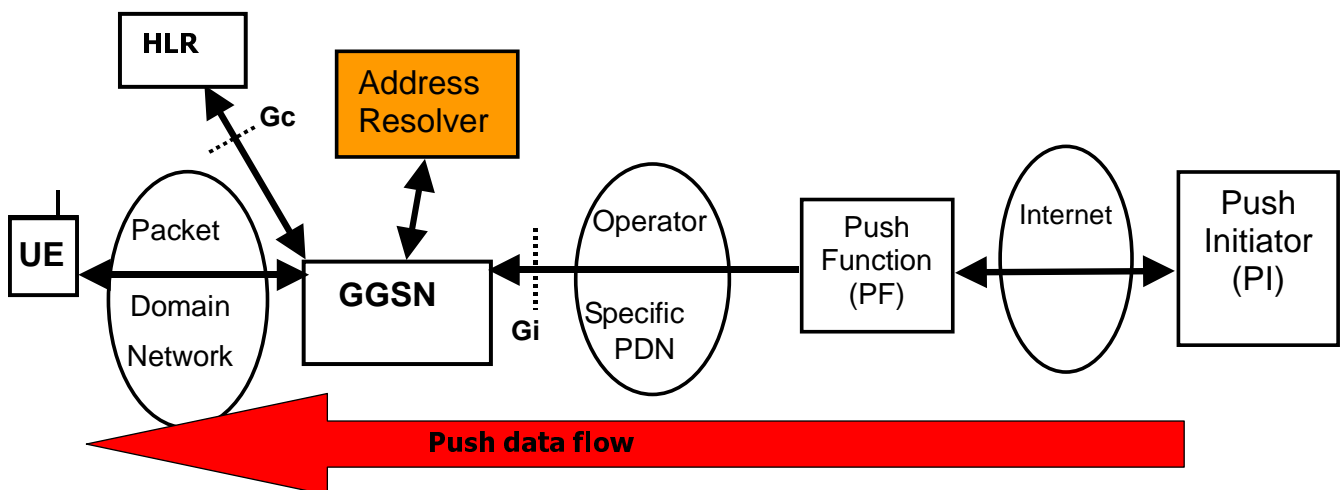 HLR
Address
Resolver
Gc
Packet
Domain
Network
UE
GGSN
Gi
Operator
Specific
PDN
Push
Function
(PF)
Internet
Push
Initiator
(PI)
Push data flow